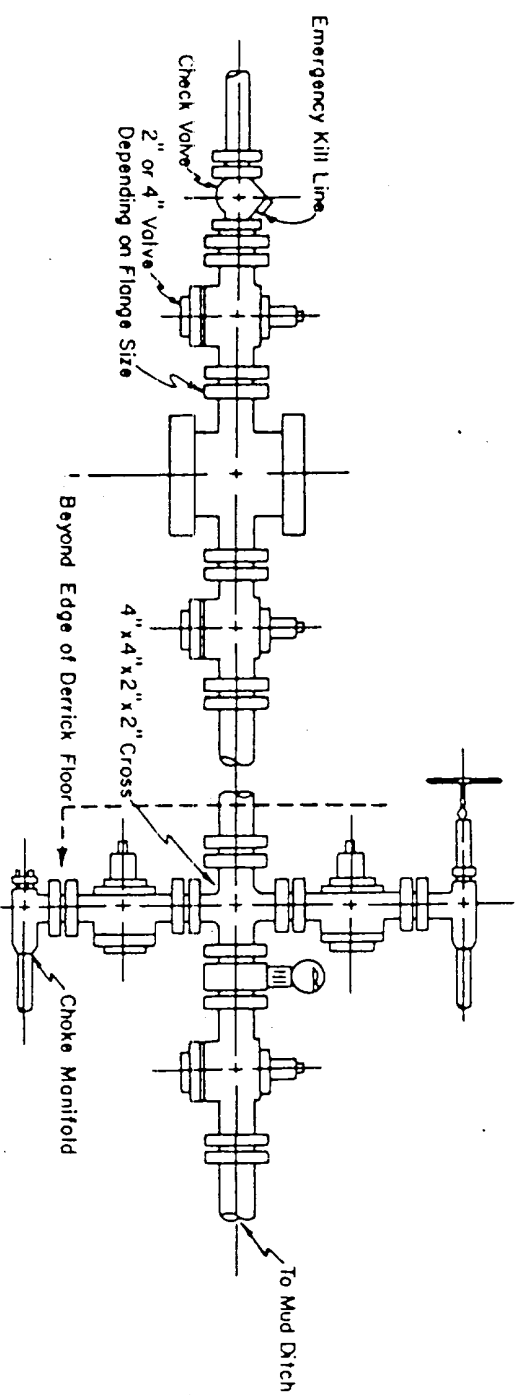 Emergency Kill Line
Check Valve
2" or 4" Valve
Depending on Flange Size
Beyond Edge of Derrick Floor
4"x4"x2"x2" Cross
Choke Manifold
To Mud Ditch